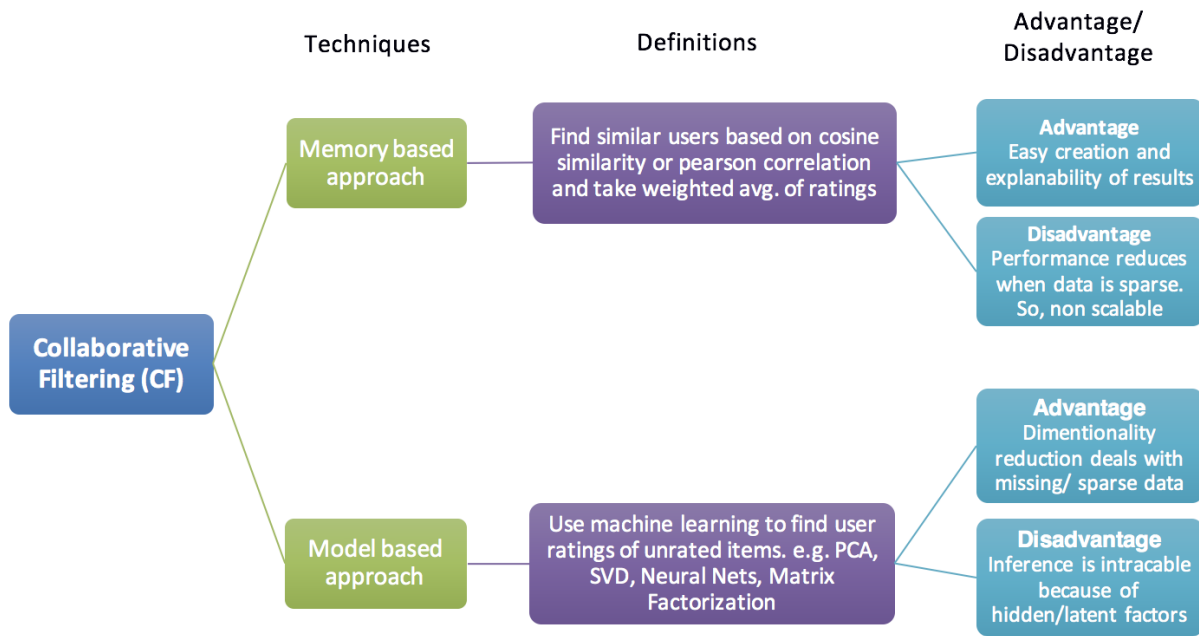 Techniques
Definitions
Advantage/
Disadvantage
Collaborative
Filtering (CF)
Memory based
approach
Find similar users based on cosine
similarity or pearson correlation
and take weighted avg. of ratings
Advantage
Easy creation and
explanability of results
Disadvantage
Performance reduces
when data is sparse.
So, non scalable
Model based
approach
Use machine learning to find user
ratings of unrated items. e.g. PCA,
SVD, Neural Nets, Matrix
Factorization
Advantage
Dimentionality
reduction deals with
missing/ sparse data
Disadvantage
Inference is intracable
because of
hidden/latent factors